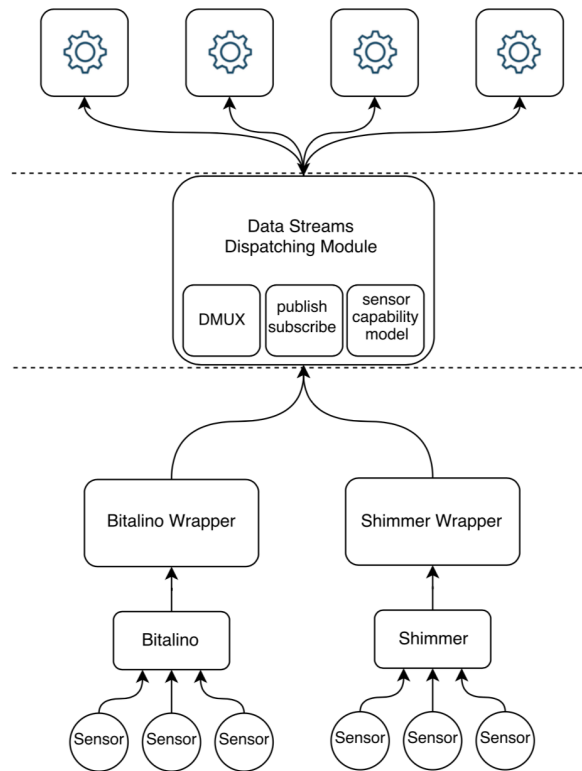 Data Streams
Dispatching Module
DMUX
publish
subscribe
sensor
capability
model
Bitalino Wrapper
Shimmer Wrapper
Bitalino
Shimmer
Sensor
Sensor
Sensor
Sensor
Sensor
Sensor